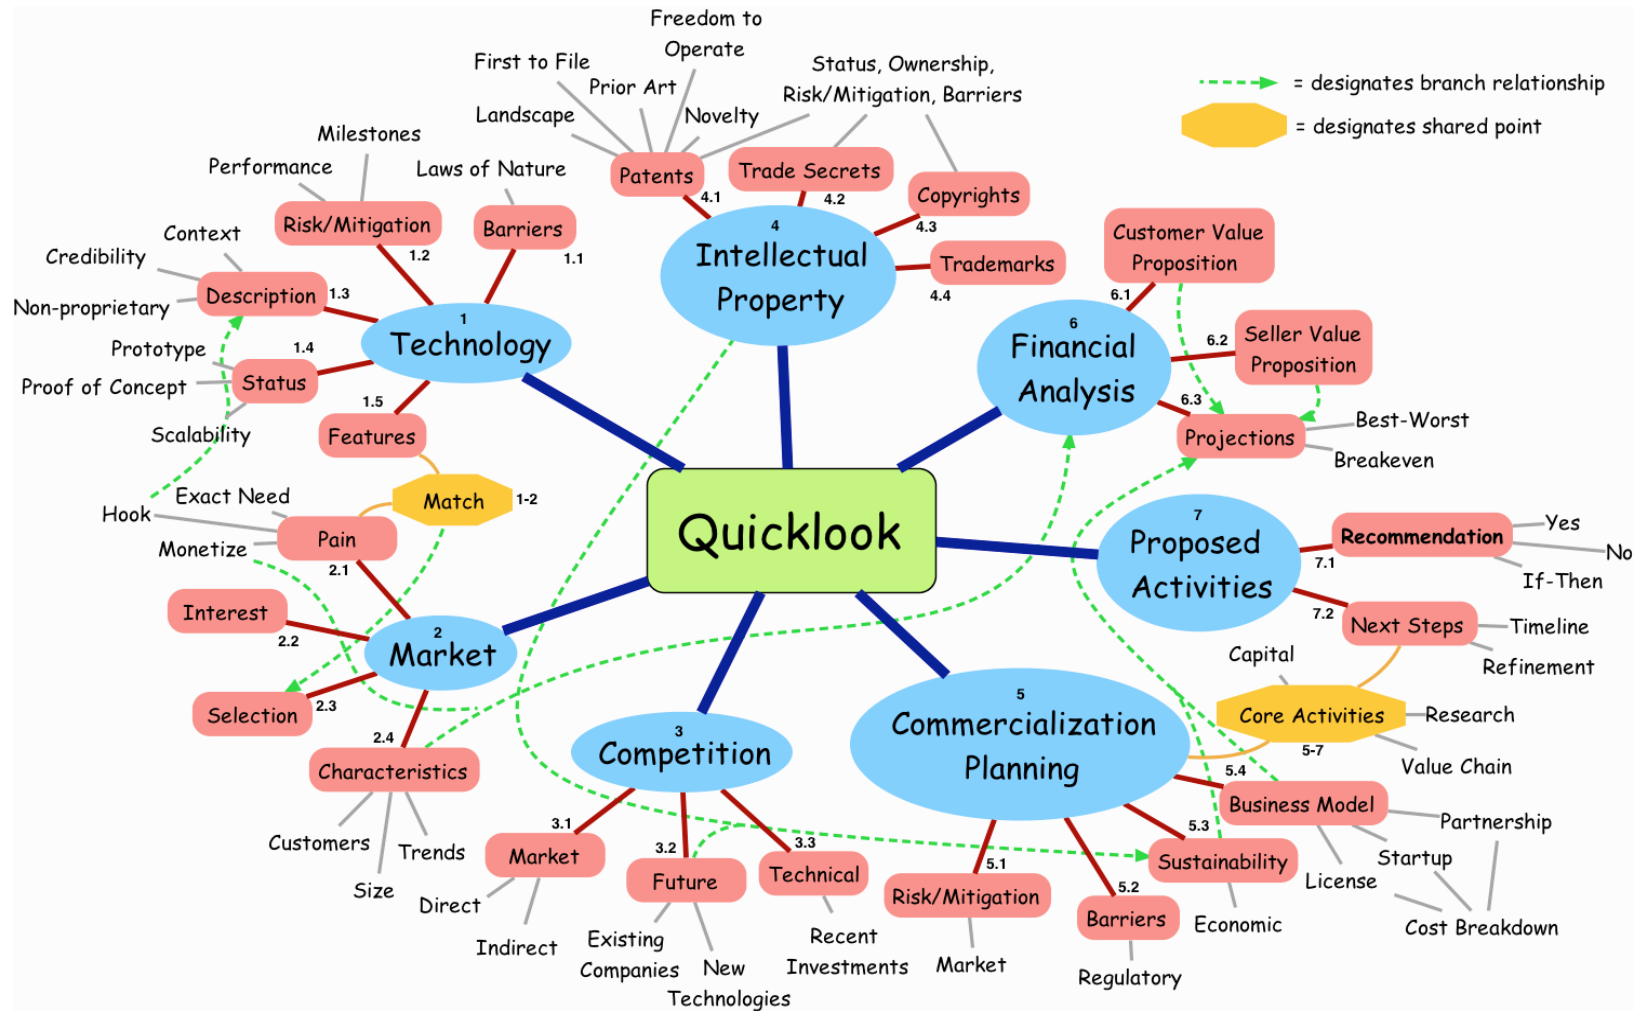 Freedom to
Operate
First to File
Prior Art
Landscape
Novelty
Status, Ownership,
Risk/Mitigation, Barriers
= designates branch relationship
= designates shared point
Patents
4.1
Trade Secrets
4.2
Copyrights
4.3
Trademarks
4.4
4
Intellectual
Property
Milestones
Performance
Laws of Nature
Risk/Mitigation
1.2
Barriers
1.1
Context
Credibility
Non-proprietary
Description
1.3
1
Technology
Prototype
Proof of Concept
Scalability
1.4
Status
1.5
Features
Match
1-2
Customer Value
Proposition
6.1
6
Financial
Analysis
6.2
Seller Value
Proposition
6.3
Projections
Best-Worst
Breakeven
Quicklook
Exact Need
Hook
Monetize
Pain
2.1
Interest
2.2
2
Market
Selection
2.3
2.4
Characteristics
Customers
Size
Trends
7
Proposed
Activities
7.1
Recommendation
Yes
No
If-Then
7.2
Next Steps
Timeline
Refinement
Capital
Core Activities
5-7
Research
Value Chain
3
Competition
3.1
Market
Direct
Indirect
3.2
Future
Existing
Companies
New
Technologies
3.3
Technical
Recent
Investments
5
Commercialization
Planning
5.4
Business Model
Partnership
Startup
License
Cost Breakdown
5.3
Sustainability
Economic
5.1
Risk/Mitigation
Market
5.2
Barriers
Regulatory